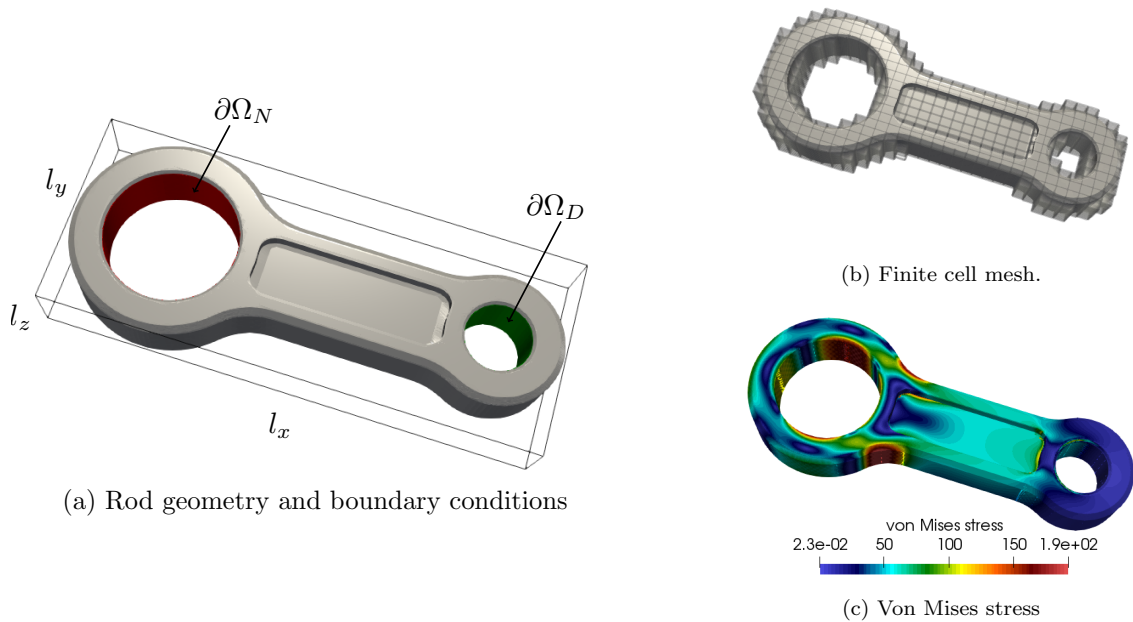 ∂Ω_N
l_y
∂Ω_D
l_z
l_x
(a) Rod geometry and boundary conditions
(b) Finite cell mesh.
von Mises stress
2.3e-02 50 100 150 1.9e+02
(c) Von Mises stress